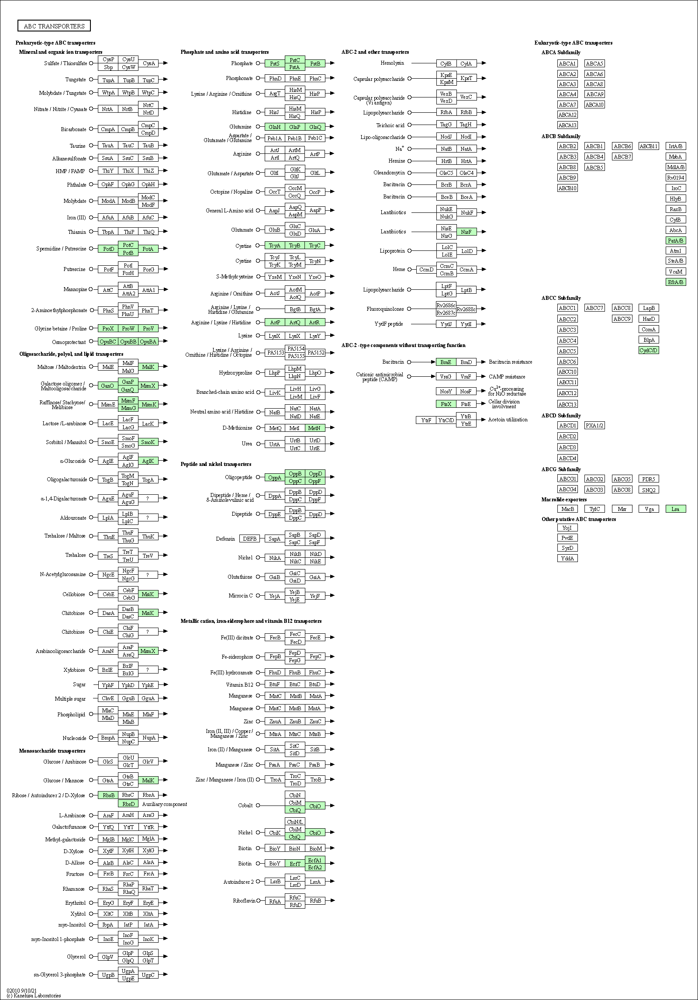 ABC TRANSPORTERS
Prokaryotic-type ABC transporters
Mineral and organic ion transporters
Sulfate / Thiosulfate CysP CysU CysA
Sbp CysW
Tungstate TupA TupB TupC
Molybdate / Tungstate WtpA WtpB WtpC
Nitrate / Nitrite / Cyanate NrtA NrtB NrtC
NrtD
Bicarbonate CmpA CmpB CmpC
CmpD
Taurine TauA TauC TauB
Alkanesulfonate SsuA SsuC SsuB
HMP / FAMP ThiY ThiX ThiZ
Phthalate OphF OphG OphH
Molybdate ModA ModB ModC
ModF
Iron (III) AfuA AfuB AfuC
Thiamin TbpA ThiP ThiQ
Spermidine / Putrescine PotD PotC PotA
PotB
Putrescine PotF PotI PorG
PorH
Mannopine AttC AttB AttA1
AttA2
2-Aminoethylphosphonate PhnS PhnV PhnT
PhnU
Glycine betaine / Proline ProX ProW ProV
Osmoprotectant OpuBC OpuBB OpuBA
Oligosaccharide, polyol, and lipid transporters
Maltose / Maltodextrin MalE MalF MalK
MalG
Galactose oligomer / Maltooligosaccharide GanO GanP MsmX
GanQ
Raffinose/ Stachyose/ Melibiose MsmE MsmF MsmK
MsmG
Lactose /L-arabinose LacE LacF LacK
LacG
Sorbitol / Mannitol SmoE SmoF SmoK
SmoG
α-Glucoside AglE AglF AglK
AglG
Oligogalacturonide TogB TogM TogA
TogN
α-1,4-Digalacturonate AguE AguF ?
AguG
Aldouronate LplA LplB ?
LplC
Trehalose / Maltose ThuE ThuF ThuK
ThuG
Trehalose TreS TreT TreV
TreU
N-Acetylglucosamine NgcE NgcF ?
NgcG
Cellobiose CebE CebF MsiK
CebG
Chitobiose DasA DasB MsiK
DasC
Chitobiose ChiE ChiF ?
ChiG
Arabinooligosaccharide AraN AraP MsmX
AraQ
Xylobiose BxlE BxlF ?
BxlG
Sugar YphF YphD YphE
Multiple sugar ChvE GguB GguA
Phospholipid MlaC MlaE MlaF
MlaD MlaB
Nucleoside BmpA NupB NupA
NupC
Monosaccharide transporters
Glucose / Arabinose GlcS GlcU GlcV
GlcT
Glucose / Mannose GtsA GtsB MalK
GtsC
Ribose / Autoinducer 2 / D-Xylose RbsB RbsC RbsA
RbsD Auxiliary component
L-Arabinose AraF AraH AraG
Galactofuranose YtfQ YtfT YtfR
Methyl-galactoside MglB MglC MglA
D-Xylose XylF XylH XylG
D-Allose AlsB AlsC AlsA
Fructose FrcB FrcC FrcA
Rhamnose RhaS RhaP RhaT
RhaQ
Erythritol EryG EryF EryE
Xylitol XltC XltB XltA
myo-Inositol IbpA IatP IatA
myo-Inositol 1-phosphate InoE InoF InoK
InoG
Glycerol GlpV GlpP GlpS
GlpQ GlpT
sn-Glycerol 3-phosphate UgpB UgpA UgpC
UgpE
Phosphate and amino acid transporters
Phosphate PstS PstC PstB
PstA
Phosphonate PhnD PhnE PhnC
Lysine / Arginine / Ornithine ArgT HisM HisP
HisQ
Histidine HisJ HisM HisP
HisQ
Glutamine GlnH GlnP GlnQ
Aspartate / Glutamate / Glutamine Peb1A Peb1B Peb1C
Arginine ArtJ ArtM ArtP
ArtI ArtQ
Glutamate / Aspartate GltI GltK GltL
GltJ
Octopine / Nopaline OccT OccM OccP
OccQ
General L-Amino acid AapJ AapQ AapP
AapM
Glutamate GluB GluC GluA
GluD
Cystine TcyA TcyB TcyC
Cystine TcyJ TcyL TcyN
TcyK TcyM
S-Methylcysteine YxeM YxeN YxeO
Arginine / Ornithine AotJ AotM AotP
AotQ
Arginine / Lysine / Histidine / Glutamine BgtB BgtA
Arginine / Lysine / Histidine ArtP ArtQ ArtR
Lysine LysX LysX LysY
Lysine / Arginine / Ornithine / Histidine / Octopine PA5153 PA5154 PA5152
PA5155
Hydroxyproline LhpP LhpM LhpO
LhpN
Branched-chain amino acid LivK LivH LivG
LivM LivF
Neutral amino acid / Histidine NatB NatC NatA
NatD NatE
D-Methionine MetQ MetI MetN
Urea UrtA UrtB UrtD
UrtC UrtE
Peptide and nickel transporters
Oligopeptide OppA OppB OppD
OppC OppF
Dipeptide / Heme / δ-Aminolevulinic acid DppA DppB DppD
DppC DppF
Dipeptide DppE DppB DppD
DppC
Defensin DEFB SapA SapB SapD
SapC SapF
Nickel NikA NikB NikD
NikC NikE
Glutathione GsiB GsiC GsiA
GsiD
Microcin C YejA YejB YejF
YejE
Metallic cation, iron-siderophore and vitamin B12 transporters
Fe(III) dicitrate FecB FecC FecE
FecD
Fe-siderophore FepB FepD FepC
FepG
Fe(III) hydroxamate FhuD FhuB FhuC
Vitamin B12 BtuF BtuC BtuD
Manganese MntC MntB MntA
Manganese MntC MntB MntA
Zinc ZnuA ZnuB ZnuC
Iron (II, III) / Copper / Manganese / Zinc MtsA MtsC MtsB
Iron (II) / Manganese SitA SitC SitB
SitD
Manganese / Zinc PsaA PsaC PsaB
Zinc / Manganese / Iron (II) TroA TroC TroB
TroD
Cobalt CbiN
CbiM CbiO
CbiQ
Nickel CbiK CbiN/L
CbiM CbiO
CbiQ
Biotin BioY BioN BioM
Biotin BioY EcfT EcfA1
EcfA2
Autoinducer 2 LsrB LsrC LsrA
LsrD
Riboflavin RfuA RfuC RfuB
RfuD
ABC-2 and other transporters
Hemolysin CylB CylA
Capsular polysaccharide KpsE KpsT
KpsM
Capsular polysaccharide (Vi antigen) VexB VexC
VexD
Lipopolysaccharide RfbA RfbB
Teichoic acid TagG TagH
Lipo-oligosaccharide NodJ NodI
Na+ NatB NatA
Hemine HrtB HrtA
Oleandomycin OleC5 OleC4
Bacitracin BcrB BcrA
Bacitracin BceB BceA
Lantibiotics NukE NukF
NukG
Lantibiotics NisE NisF
NisG
Lipoprotein LolC LolD
LolE
Heme CcmD CcmC CcmA
CcmB
Lipopolysaccharide LptF LptB
LptG
Fluoroquinolones Rv2686c Rv2688c
Rv2687c
YydF peptide YydJ YydI
ABC-2 -type components without transporting function
Bacitracin BraE BraD Bacitracin resistance
Cationic antimicrobial peptide (CAMP) VraG VraF CAMP resistance
NosY NosF Cu2+-processing for N2O reductase
FtsX FtsE Cellar division involvment
YtrF YtrC/D YtrB Acetoin utilization
YtrE
Eukaryotic-type ABC transporters
ABCA Subfamily
ABCA1 ABCA5
ABCA2 ABCA6
ABCA3 ABCA8
ABCA4 ABCA9
ABCA7 ABCA10
ABCA12
ABCA13
ABCB Subfamily
ABCB2 ABCB1 ABCB6 ABCB11 IrtA/B
ABCB3 ABCB4 ABCB7 MsbA
ABCB8 ABCB5 MdlA/B
ABCB9 Rv0194
ABCB10 IroC
HlyB
RaxB
CylB
AbcA
PatA/B
Atm1
SteA/B
VcaM
EfrA/B
ABCC Subfamily
ABCC1 ABCC7 ABCC8 LapB
ABCC2 ABCC9 HasD
ABCC3 ComA
ABCC4 BlpA
ABCC5 CydC/D
ABCC6
ABCC10
ABCC11
ABCC12
ABCC13
ABCD Subfamily
ABCD1 PXA1/2
ABCD2
ABCD3
ABCD4
ABCG Subfamily
ABCG1 ABCG2 ABCG5 PDR5
ABCG4 ABCG3 ABCG8 SNQ2
Macrolide exporters
MacB TylC Msr Vga Lsa
Other putative ABC transporters
YojI
PvdE
SyrD
YddA
02010 9/10/21
(c) Kanehisa Laboratories